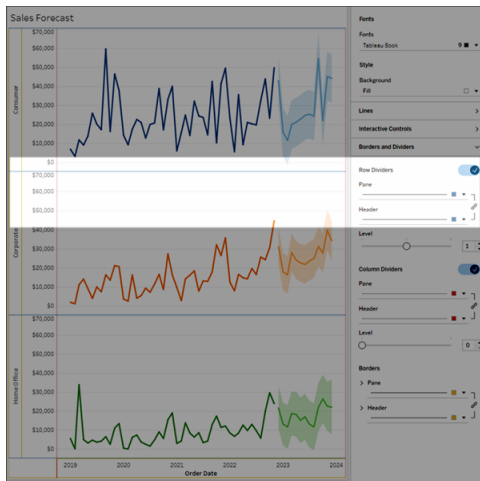 Sales Forecast
Consumer
$70,000
$60,000
$50,000
$40,000
$30,000
$20,000
$10,000
$0
Corporate
$70,000
$60,000
$50,000
$40,000
$30,000
$20,000
$10,000
$0
Home Office
$70,000
$60,000
$50,000
$40,000
$30,000
$20,000
$10,000
$0
2019 2020 2021 2022 2023 2024
Order Date
Fonts
Fonts
Tableau Book 9
Style
Background
Fill
Lines
Interactive Controls
Borders and Dividers
Row Dividers
Pane
Header
Level
1
Column Dividers
Pane
Header
Level
0
Borders
Pane
Header